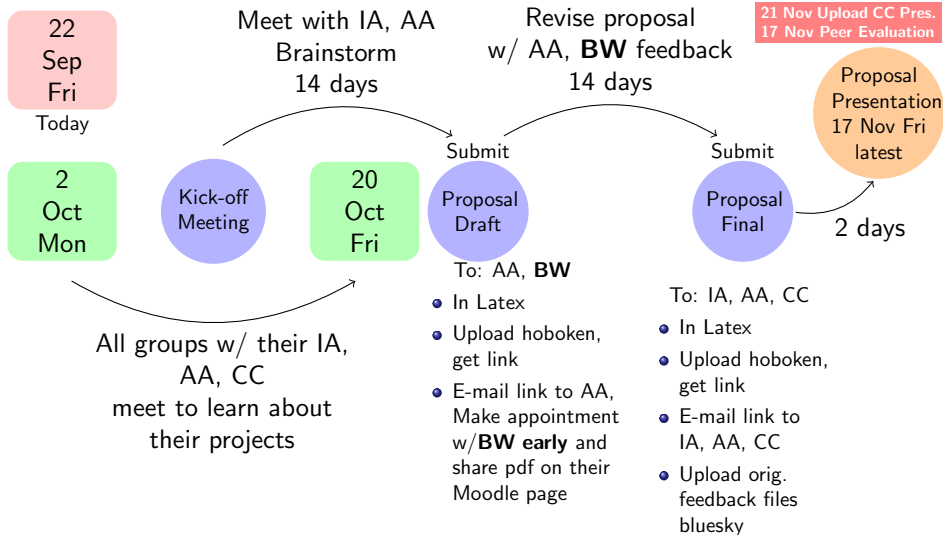 22
Sep
Fri
Today
Meet with IA, AA
Brainstorm
14 days
Revise proposal
w/ AA, BW feedback
14 days
21 Nov Upload CC Pres.
17 Nov Peer Evaluation
Proposal
Presentation
17 Nov Fri
latest
2
Oct
Mon
Kick-off
Meeting
20
Oct
Fri
Submit
Proposal
Draft
Submit
Proposal
Final
2 days
All groups w/ their IA,
AA, CC
meet to learn about
their projects
To: AA, BW
In Latex
Upload hoboken,
get link
E-mail link to AA,
Make appointment
w/BW early and
share pdf on their
Moodle page
To: IA, AA, CC
In Latex
Upload hoboken,
get link
E-mail link to
IA, AA, CC
Upload orig.
feedback files
bluesky